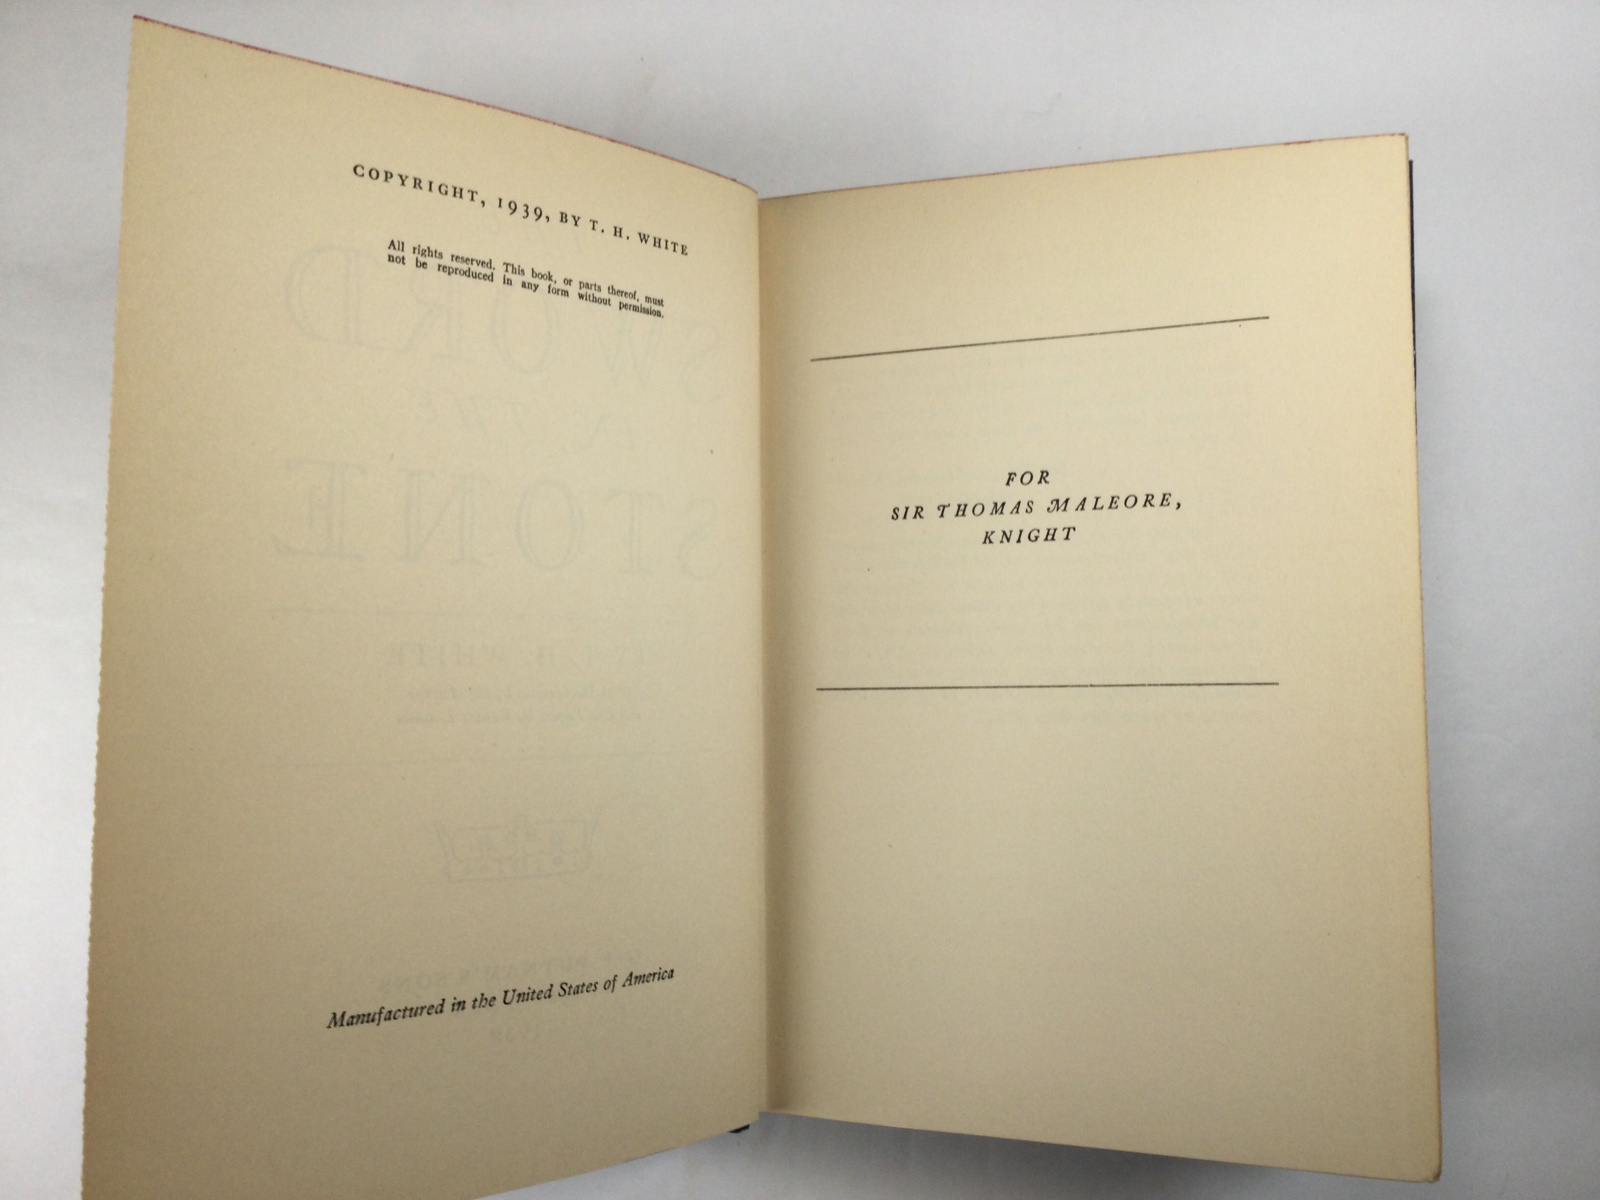 COPYRIGHT, 1939, BY T. H. WHITE
All rights reserved. This book, or parts thereof, must
not be reproduced in any form without permission.
Manufactured in the United States of America
FOR
SIR THOMAS MALEORE,
KNIGHT